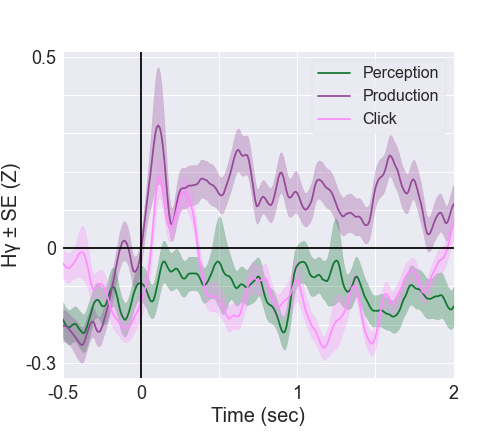 0.5
0
-0.3
Hγ ± SE (Z)
Perception
Production
Click
-0.5
0
1
2
Time (sec)